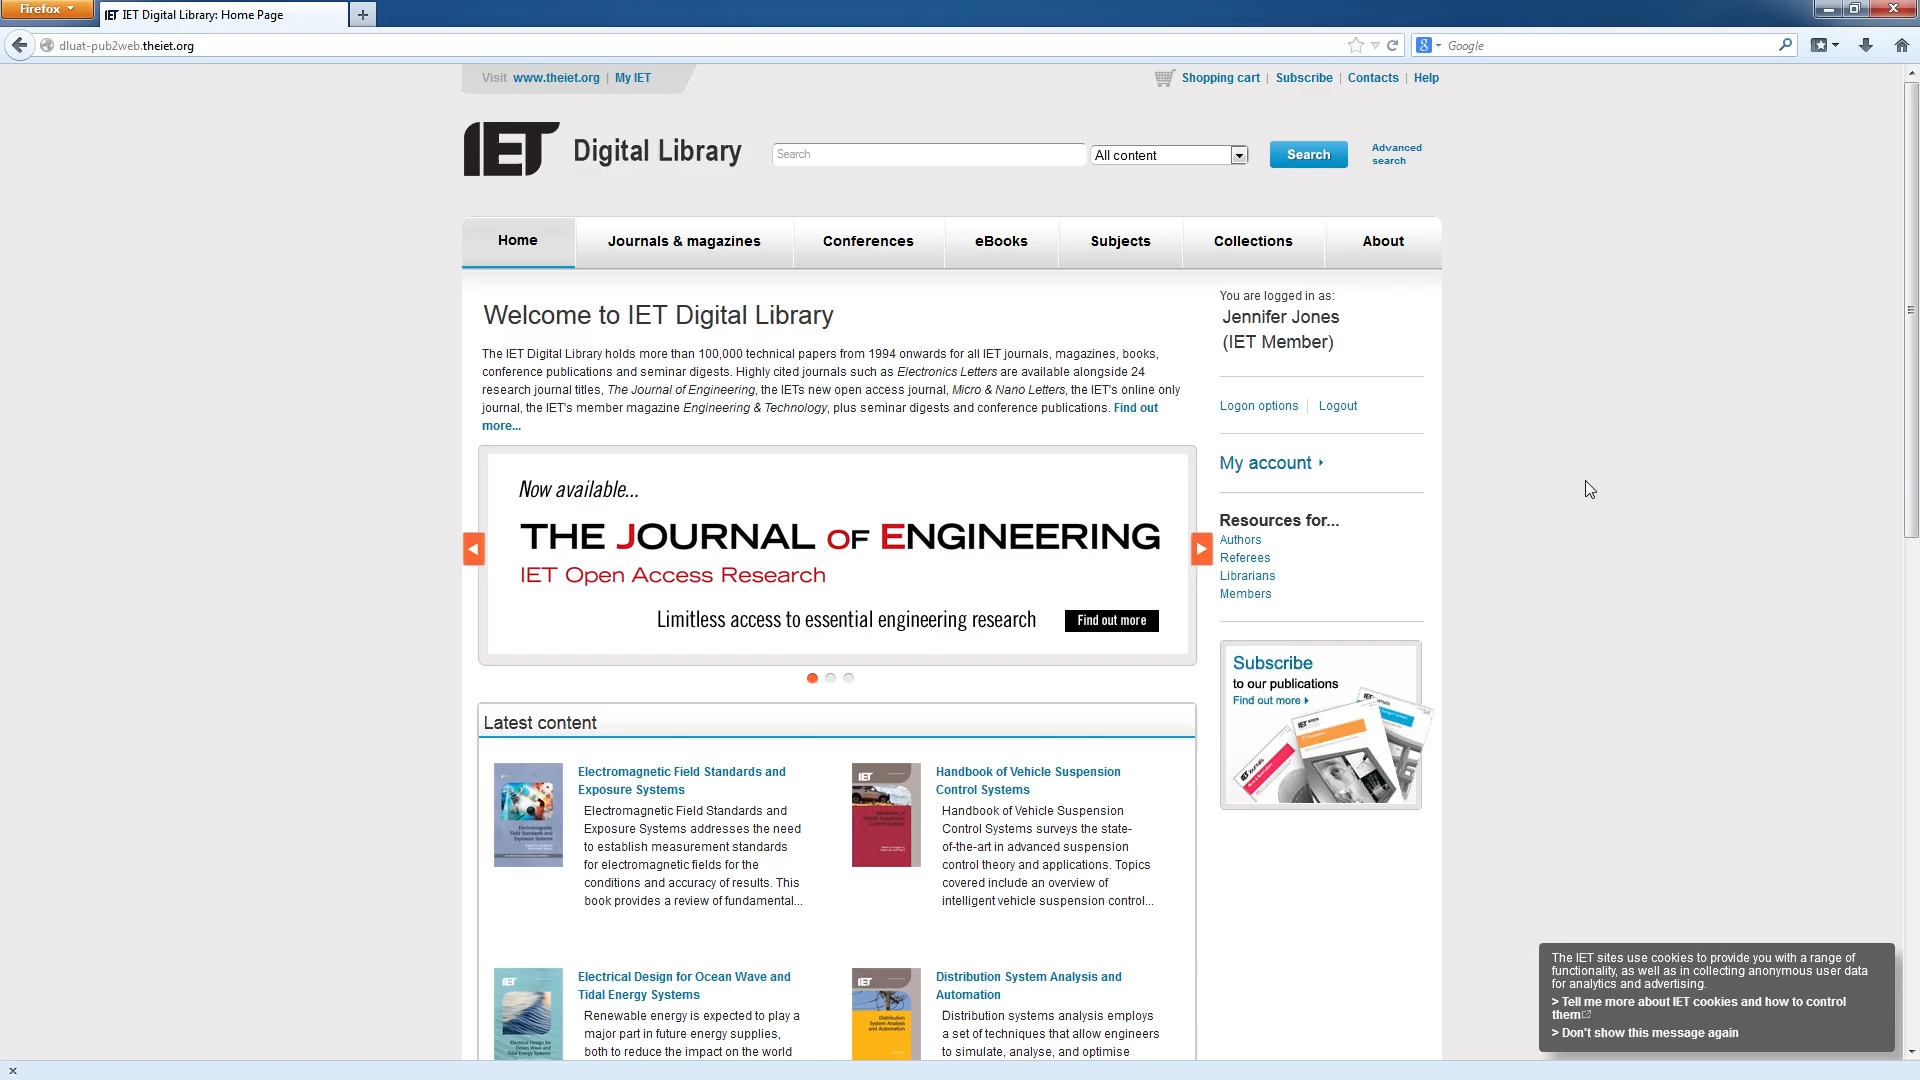 Firefox
IET Digital Library: Home Page
dluat-pub2web.theiet.org
Google
Visit www.theiet.org | My IET
Shopping cart | Subscribe | Contacts | Help
IET Digital Library
Search
All content
Search
Advanced search
Home
Journals & magazines
Conferences
eBooks
Subjects
Collections
About
Welcome to IET Digital Library
The IET Digital Library holds more than 100,000 technical papers from 1994 onwards for all IET journals, magazines, books,
conference publications and seminar digests. Highly cited journals such as Electronics Letters are available alongside 24
research journal titles, The Journal of Engineering, the IETs new open access journal, Micro & Nano Letters, the IET's online only
journal, the IET's member magazine Engineering & Technology, plus seminar digests and conference publications. Find out
more...
Now available...
THE JOURNAL OF ENGINEERING
IET Open Access Research
Limitless access to essential engineering research
Find out more
You are logged in as:
Jennifer Jones
(IET Member)
Logon options
Logout
My account
Resources for...
Authors
Referees
Librarians
Members
Subscribe
to our publications
Find out more
Latest content
Electromagnetic Field Standards and
Exposure Systems
Electromagnetic Field Standards and
Exposure Systems addresses the need
to establish measurement standards
for electromagnetic fields for the
conditions and accuracy of results. This
book provides a review of fundamental...
Handbook of Vehicle Suspension
Control Systems
Handbook of Vehicle Suspension
Control Systems surveys the state-
of-the-art in advanced suspension
control theory and applications. Topics
covered include an overview of
intelligent vehicle suspension control...
Electrical Design for Ocean Wave and
Tidal Energy Systems
Renewable energy is expected to play a
major part in future energy supplies,
both to reduce the impact on the world
Distribution System Analysis and
Automation
Distribution systems analysis employs
a set of techniques that allow engineers
to simulate, analyse, and optimise
The IET sites use cookies to provide you with a range of
functionality, as well as in collecting anonymous user data
for analytics and advertising.
> Tell me more about IET cookies and how to control
them
> Don't show this message again